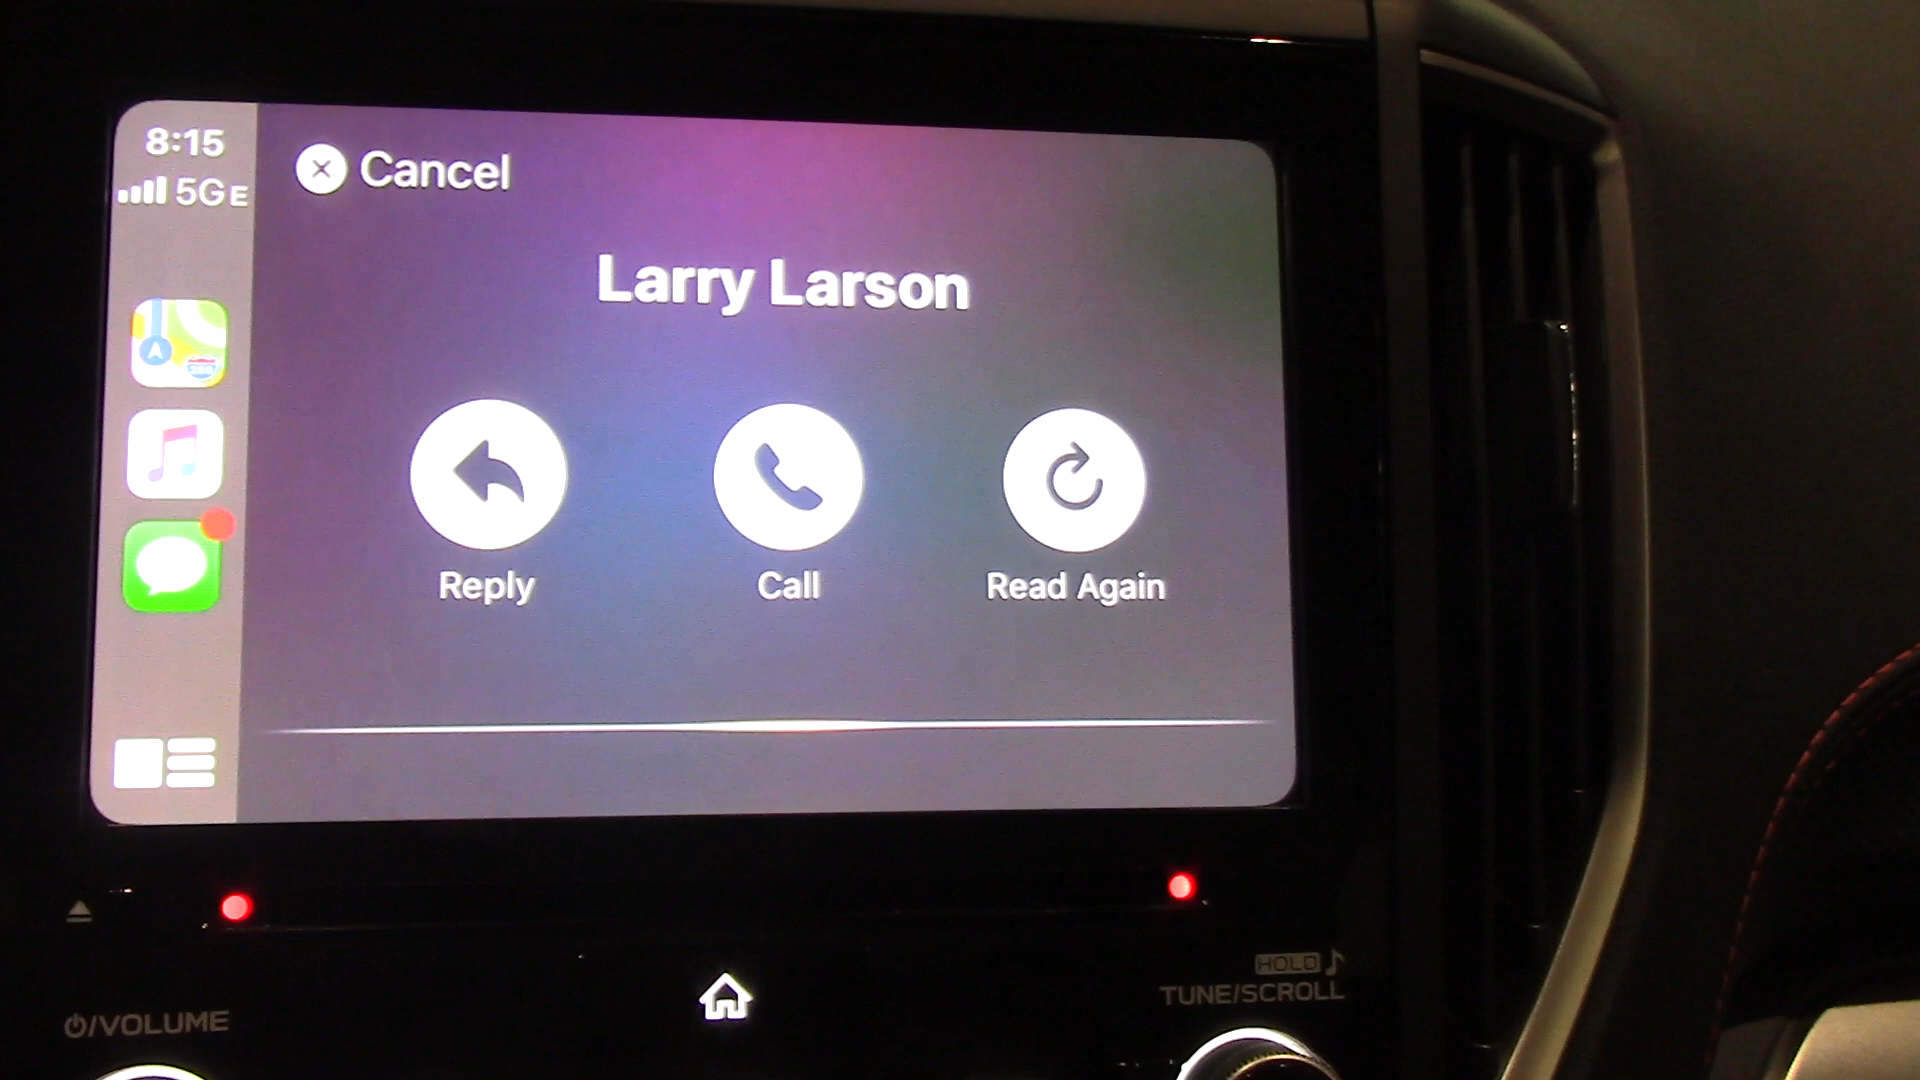 8:15
5GE
Cancel
Larry Larson
Reply
Call
Read Again
HOLD
TUNE/SCROLL
/VOLUME